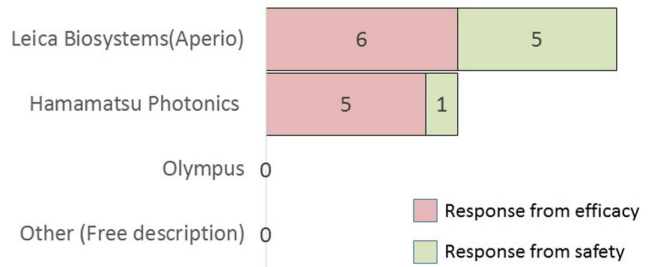 Leica Biosystems(Aperio) 6 5
Hamamatsu Photonics 5 1
Olympus 0
Other (Free description) 0
Response from efficacy
Response from safety